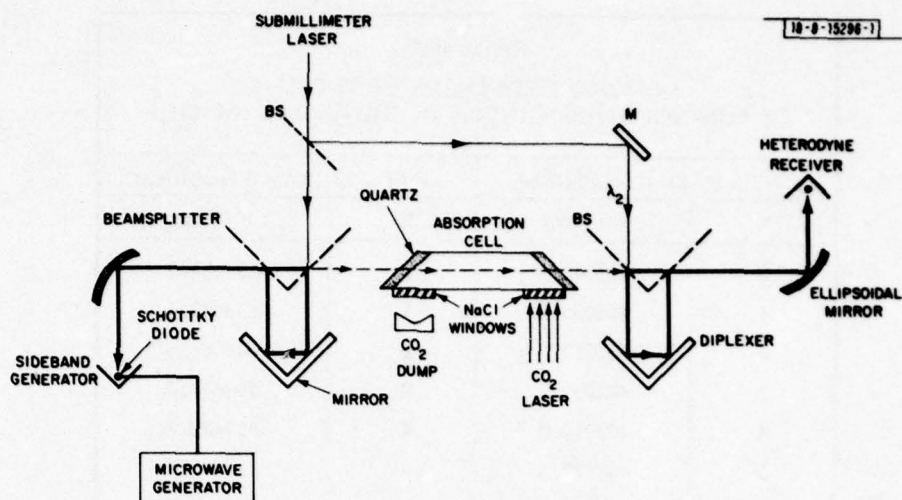 SUBMILLIMETER
LASER
18-8-15296-1
BS
M
HETERODYNE
RECEIVER
QUARTZ
ABSORPTION
CELL
λ2
BEAMSPLITTER
BS
NaCl
WINDOWS
ELLIPSOIDAL
MIRROR
SCHOTTKY
DIODE
SIDEBAND
GENERATOR
CO2
DUMP
CO2
LASER
DIPLEXER
MIRROR
MICROWAVE
GENERATOR